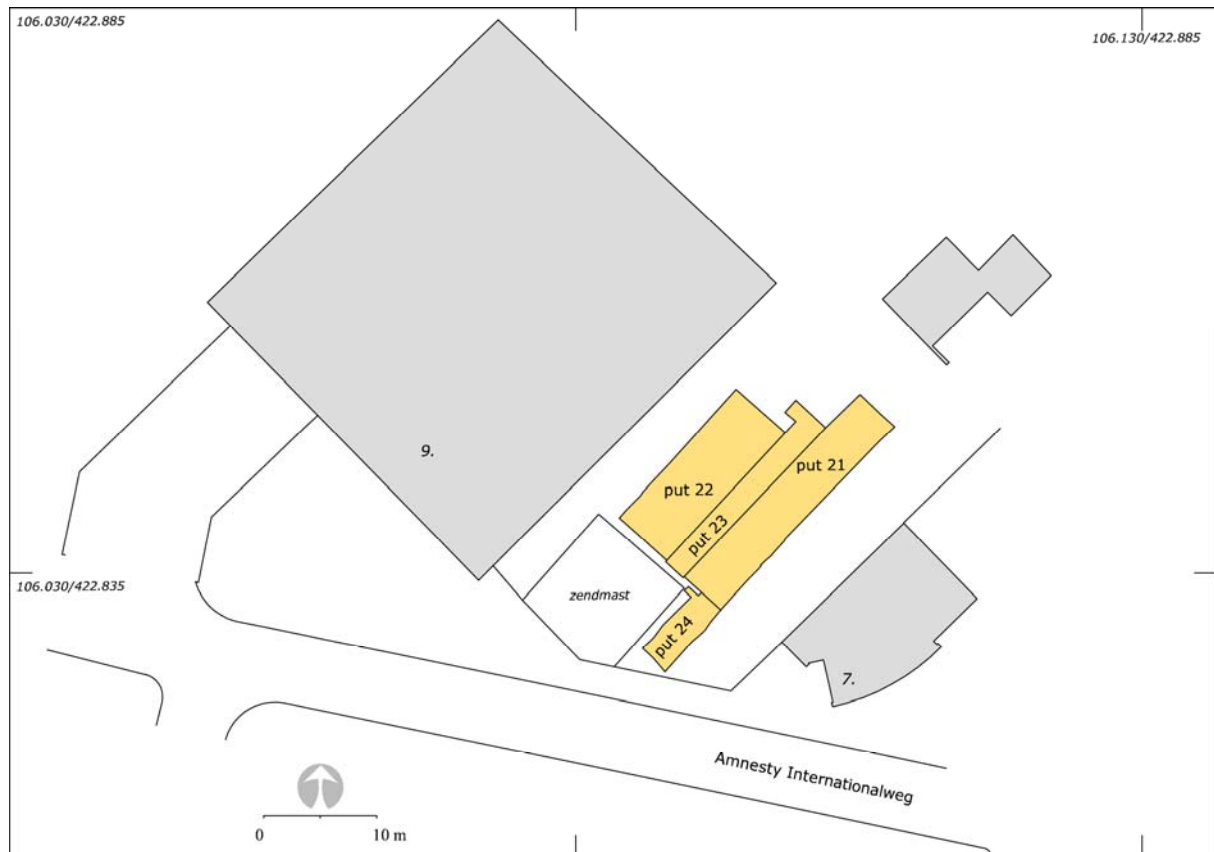 106.030/422.885
106.130/422.885
9.
put 21
put 22
put 23
106.030/422.835
zendmast
put 24
7.
Amnesty Internationalweg
0 10 m